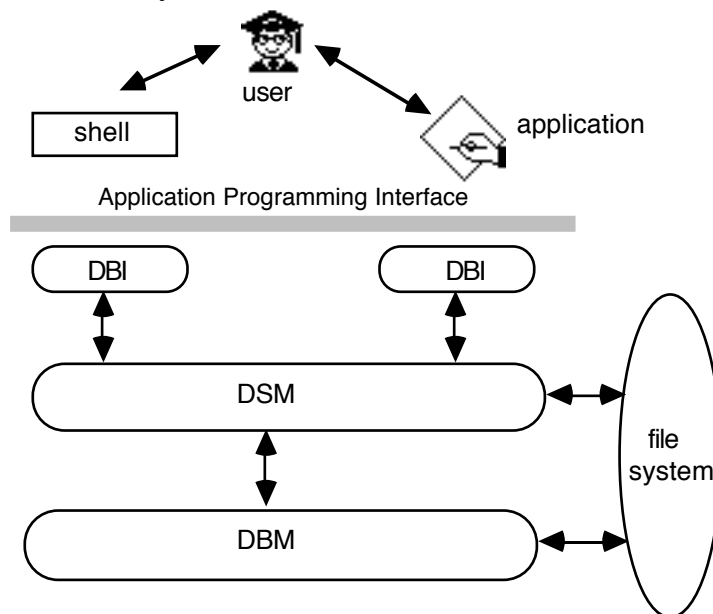 user
shell
application
Application Programming Interface
DBI
DBI
DSM
file
system
DBM